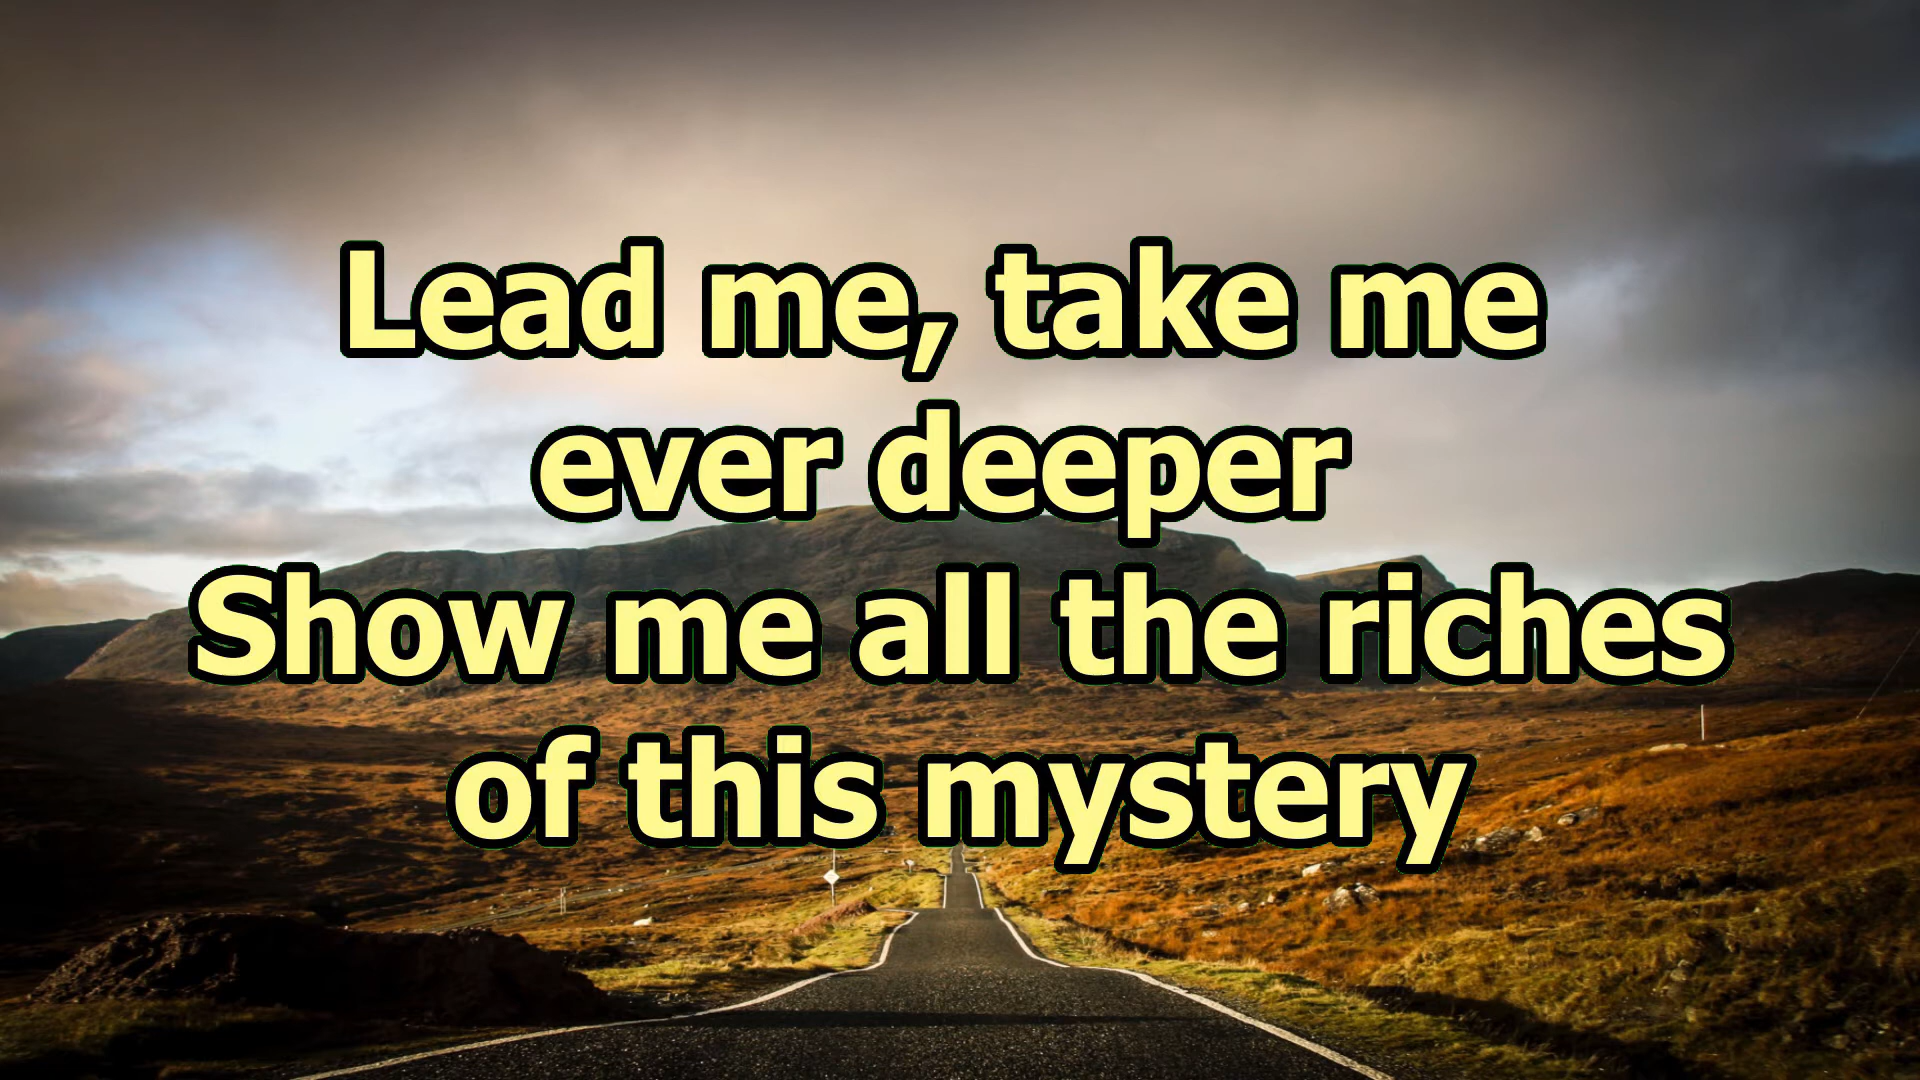 Lead me, take me
ever deeper
Show me all the riches
of this mystery